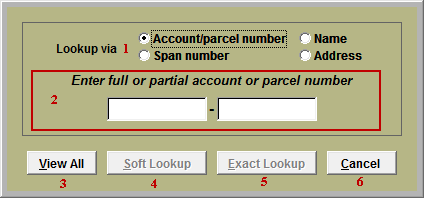 Lookup via 1 Account/parcel number Name
Span number Address
Enter full or partial account or parcel number
2 -
View All Soft Lookup Exact Lookup Cancel
3 4 5 6